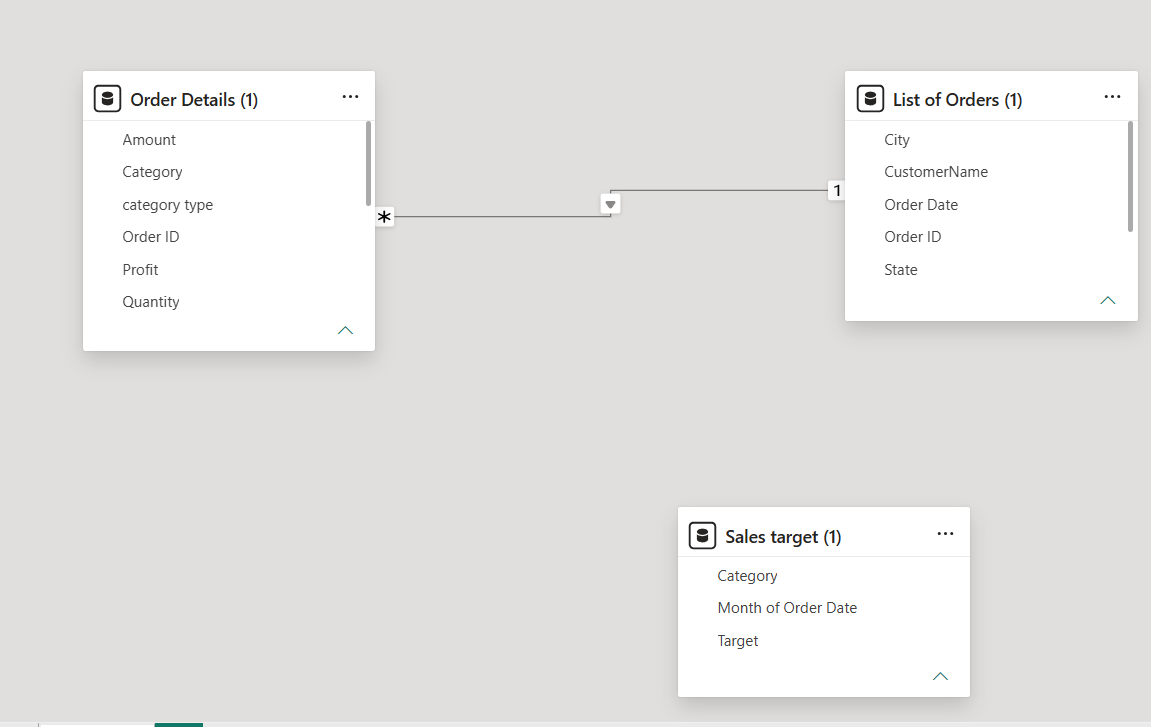 Order Details (1)
...
Amount
Category
category type
Order ID
Profit
Quantity
*
1
List of Orders (1)
...
City
CustomerName
Order Date
Order ID
State
Sales target (1)
...
Category
Month of Order Date
Target